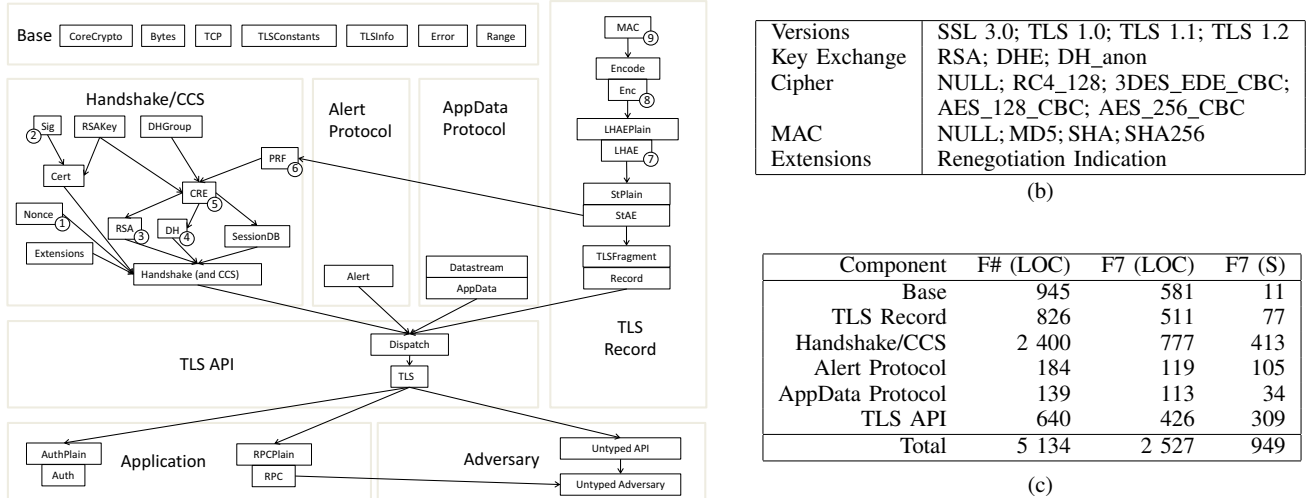 Base CoreCrypto Bytes TCP TLSConstants TLSInfo Error Range
Handshake/CCS
Sig
2
RSAKey
DHGroup
PRF
6
Cert
CRE
5
Nonce
1
RSA
3
DH
4
SessionDB
Extensions
Handshake (and CCS)
Alert
Protocol
Alert
AppData
Protocol
Datastream
AppData
MAC
9
Encode
Enc
8
LHAEPlain
LHAE
7
StPlain
StAE
TLSFragment
Record
TLS
Record
TLS API
Dispatch
TLS
Application
AuthPlain
Auth
RPCPlain
RPC
Adversary
Untyped API
Untyped Adversary
Versions SSL 3.0; TLS 1.0; TLS 1.1; TLS 1.2
Key Exchange RSA; DHE; DH_anon
Cipher NULL; RC4_128; 3DES_EDE_CBC;
AES_128_CBC; AES_256_CBC
MAC NULL; MD5; SHA; SHA256
Extensions Renegotiation Indication
(b)
Component F# (LOC) F7 (LOC) F7 (S)
Base 945 581 11
TLS Record 826 511 77
Handshake/CCS 2 400 777 413
Alert Protocol 184 119 105
AppData Protocol 139 113 34
TLS API 640 426 309
Total 5 134 2 527 949
(c)